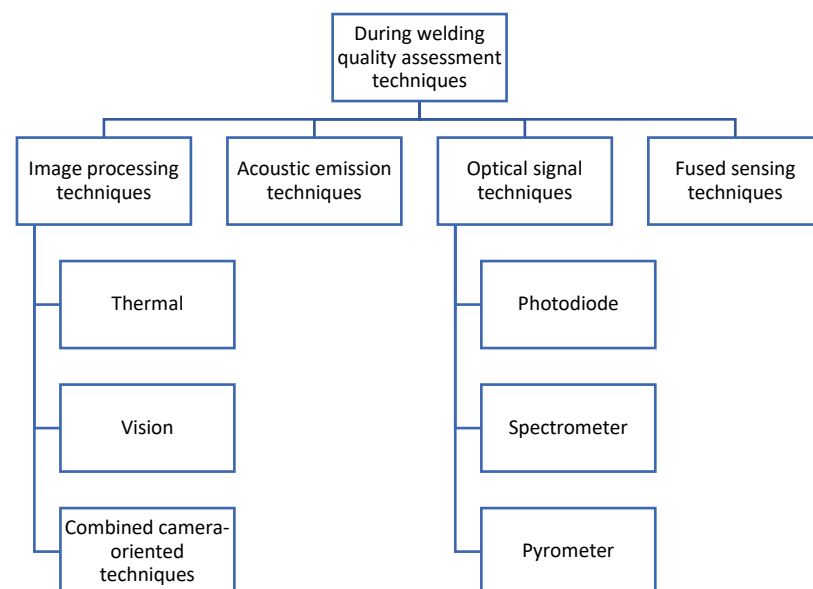 During welding
quality assessment
techniques
Image processing
techniques
Acoustic emission
techniques
Optical signal
techniques
Fused sensing
techniques
Thermal
Vision
Combined camera-
oriented
techniques
Photodiode
Spectrometer
Pyrometer